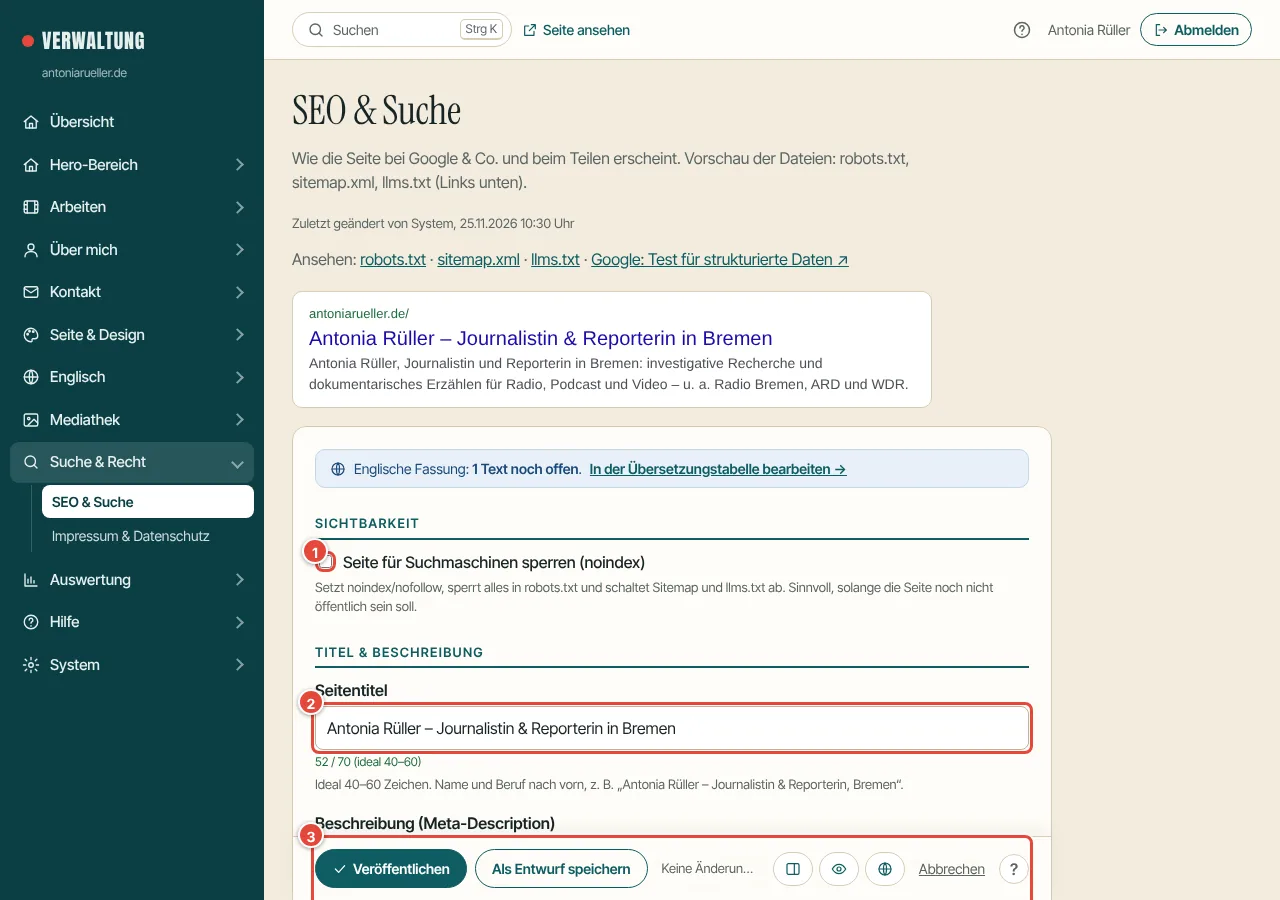 VERWALTUNG
antoniarueller.de
Übersicht
Hero-Bereich
Arbeiten
Über mich
Kontakt
Seite & Design
Englisch
Mediathek
Suche & Recht
SEO & Suche
Impressum & Datenschutz
Auswertung
Hilfe
System
Suchen
Strg K
Seite ansehen
Antonia Rüller
Abmelden
SEO & Suche
Wie die Seite bei Google & Co. und beim Teilen erscheint. Vorschau der Dateien: robots.txt,
sitemap.xml, llms.txt (Links unten).
Zuletzt geändert von System, 25.11.2026 10:30 Uhr
Ansehen: robots.txt · sitemap.xml · llms.txt · Google: Test für strukturierte Daten ↗
antoniarueller.de/
Antonia Rüller – Journalistin & Reporterin in Bremen
Antonia Rüller, Journalistin und Reporterin in Bremen: investigative Recherche und
dokumentarisches Erzählen für Radio, Podcast und Video – u. a. Radio Bremen, ARD und WDR.
Englische Fassung: 1 Text noch offen. In der Übersetzungstabelle bearbeiten →
SICHTBARKEIT
1
Seite für Suchmaschinen sperren (noindex)
Setzt noindex/nofollow, sperrt alles in robots.txt und schaltet Sitemap und llms.txt ab. Sinnvoll, solange die Seite noch nicht
öffentlich sein soll.
TITEL & BESCHREIBUNG
Seitentitel
2
Antonia Rüller – Journalistin & Reporterin in Bremen
52 / 70 (ideal 40–60)
Ideal 40–60 Zeichen. Name und Beruf nach vorn, z. B. „Antonia Rüller – Journalistin & Reporterin, Bremen“.
Beschreibung (Meta-Description)
3
Veröffentlichen
Als Entwurf speichern
Keine Änderun…
Abbrechen
?